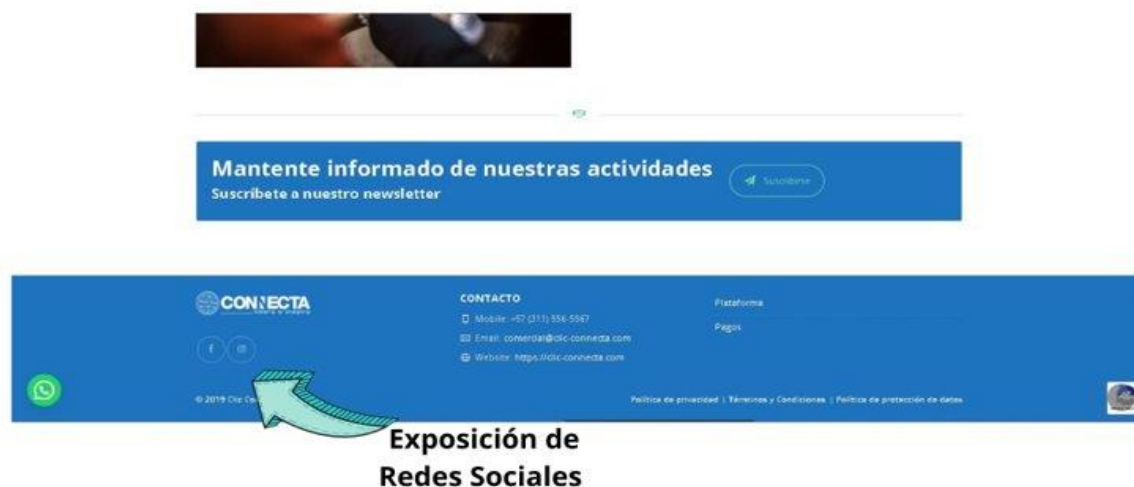 Mantente informado de nuestras actividades
Suscríbete a nuestro newsletter
Suscribirse
CONNECTA
CONTACTO
Mobile: +57 (311) 556-5567
Email: comercial@clic-connecta.com
Website: https://clic-connecta.com
Plataforma
Pagos
© 2019 Clic
Política de privacidad | Términos y Condiciones | Política de protección de datos
Exposición de
Redes Sociales